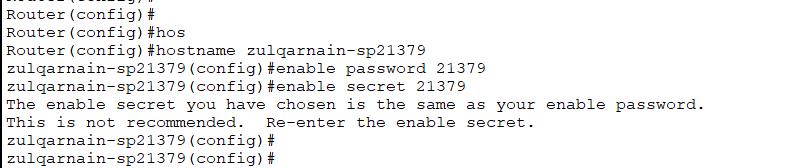 Router(config)#
Router(config)#hos
Router(config)#hostname zulqarnain-sp21379
zulqarnain-sp21379(config)#enable password 21379
zulqarnain-sp21379(config)#enable secret 21379
The enable secret you have chosen is the same as your enable password.
This is not recommended.  Re-enter the enable secret.
zulqarnain-sp21379(config)#
zulqarnain-sp21379(config)#